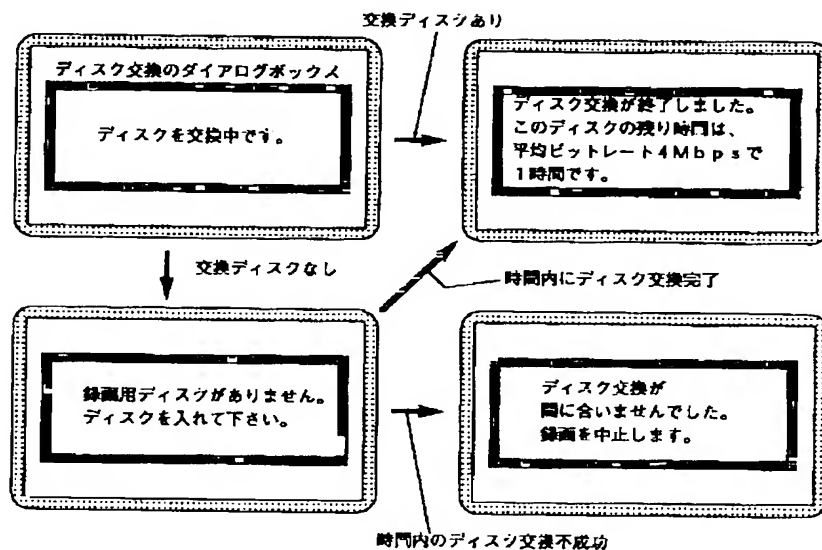 交換ディスクあり
ディスク交換のダイアログボックス
ディスクを交換中です。
ディスク交換が終了しました。
このディスクの残り時間は、
平均ビットレート4Mbpsで
1時間です。
交換ディスクなし
時間内にディスク交換完了
録画用ディスクがありません。
ディスクを入れて下さい。
ディスク交換が
間に合いませんでした。
録画を中止します。
時間内のディスク交換不成功